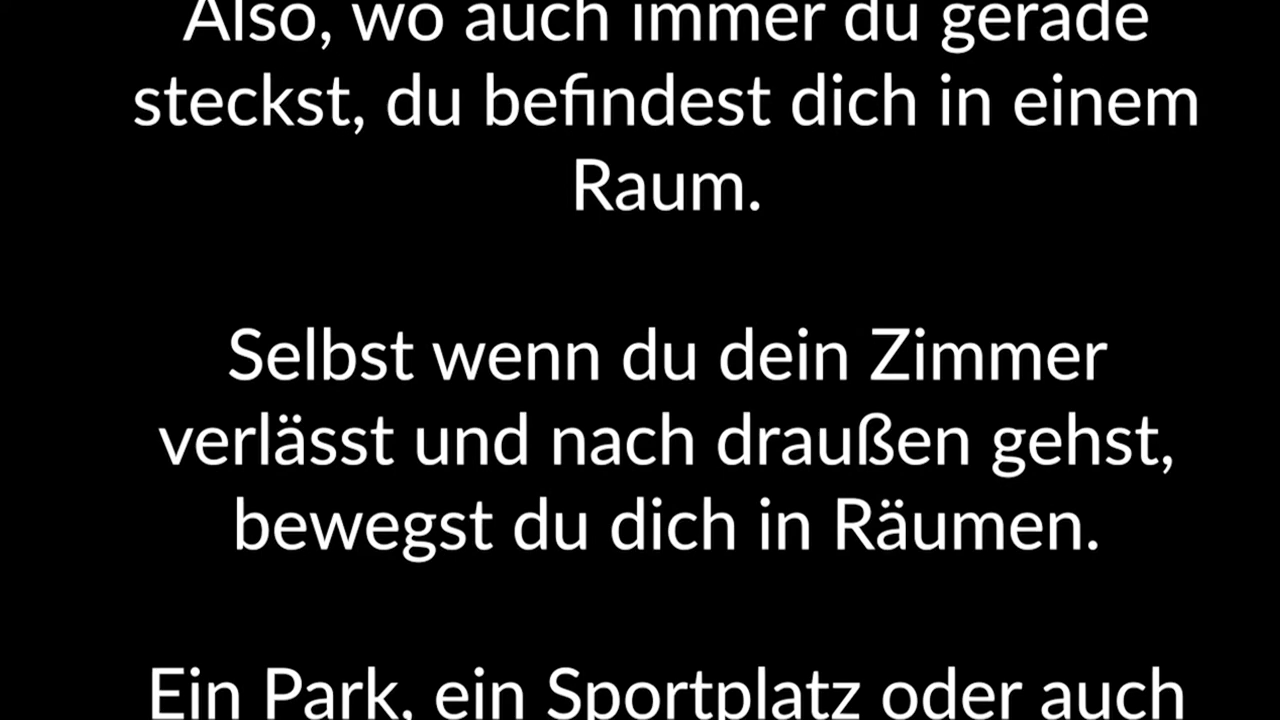 Also, wo auch immer du gerade
steckst, du befindest dich in einem
Raum.
Selbst wenn du dein Zimmer
verlässt und nach draußen gehst,
bewegst du dich in Räumen.
Ein Park, ein Sportplatz oder auch